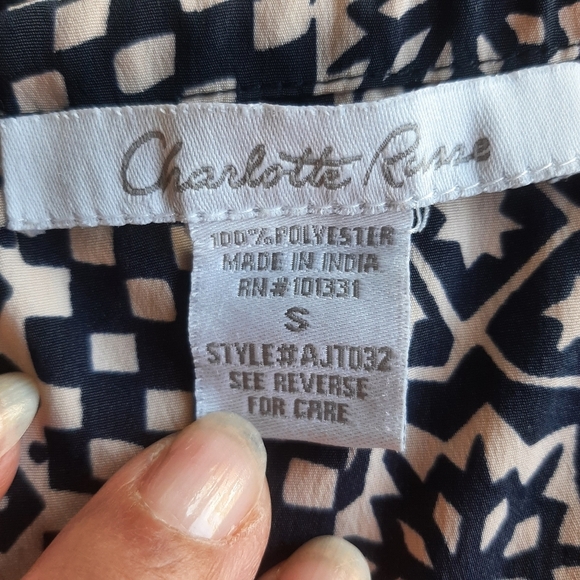 Charlotte Russe
100% POLYESTER
MADE IN INDIA
RN#101331
S
STYLE#AJT032
SEE REVERSE
FOR CARE